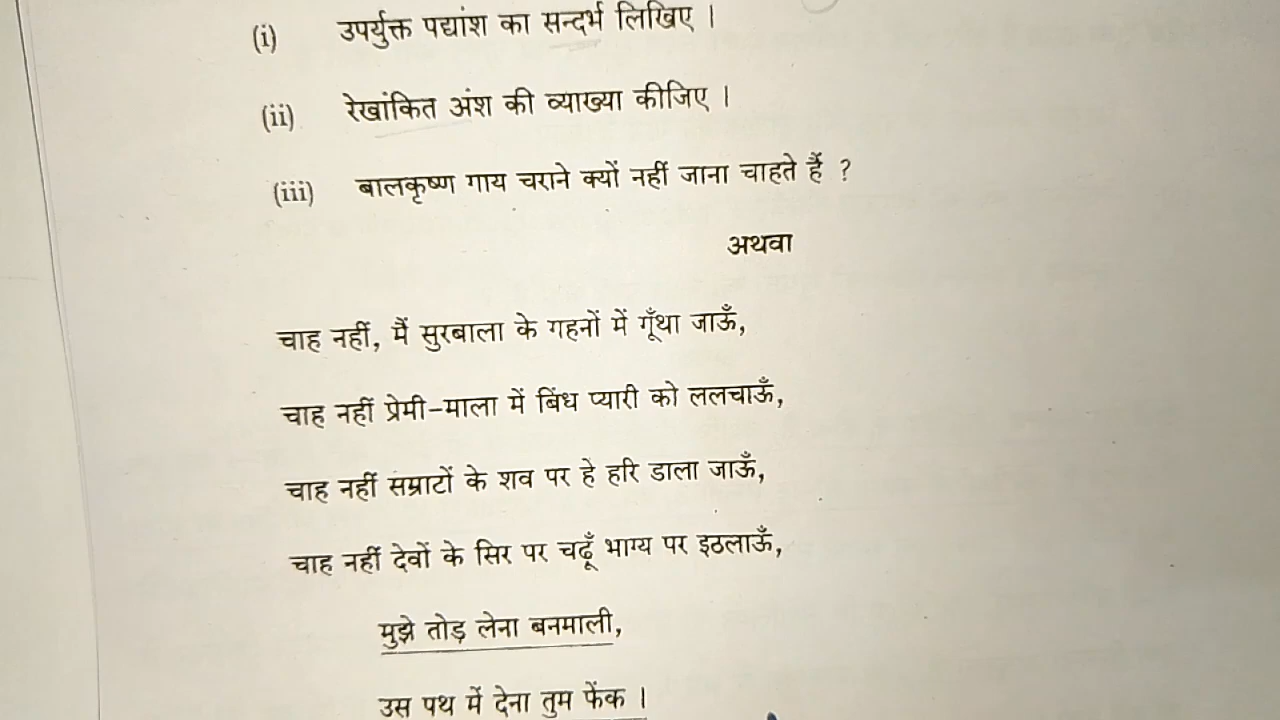 (i) उपर्युक्त पद्यांश का सन्दर्भ लिखिए ।
(ii) रेखांकित अंश की व्याख्या कीजिए ।
(iii) बालकृष्ण गाय चराने क्यों नहीं जाना चाहते हैं ?
अथवा
चाह नहीं, मैं सुरबाला के गहनों में गूँथा जाऊँ,
चाह नहीं प्रेमी-माला में बिंध प्यारी को ललचाऊँ,
चाह नहीं सम्राटों के शव पर हे हरि डाला जाऊँ,
चाह नहीं देवों के सिर पर चढ़ूँ भाग्य पर इठलाऊँ,
मुझे तोड़ लेना बनमाली,
उस पथ में देना तुम फेंक ।